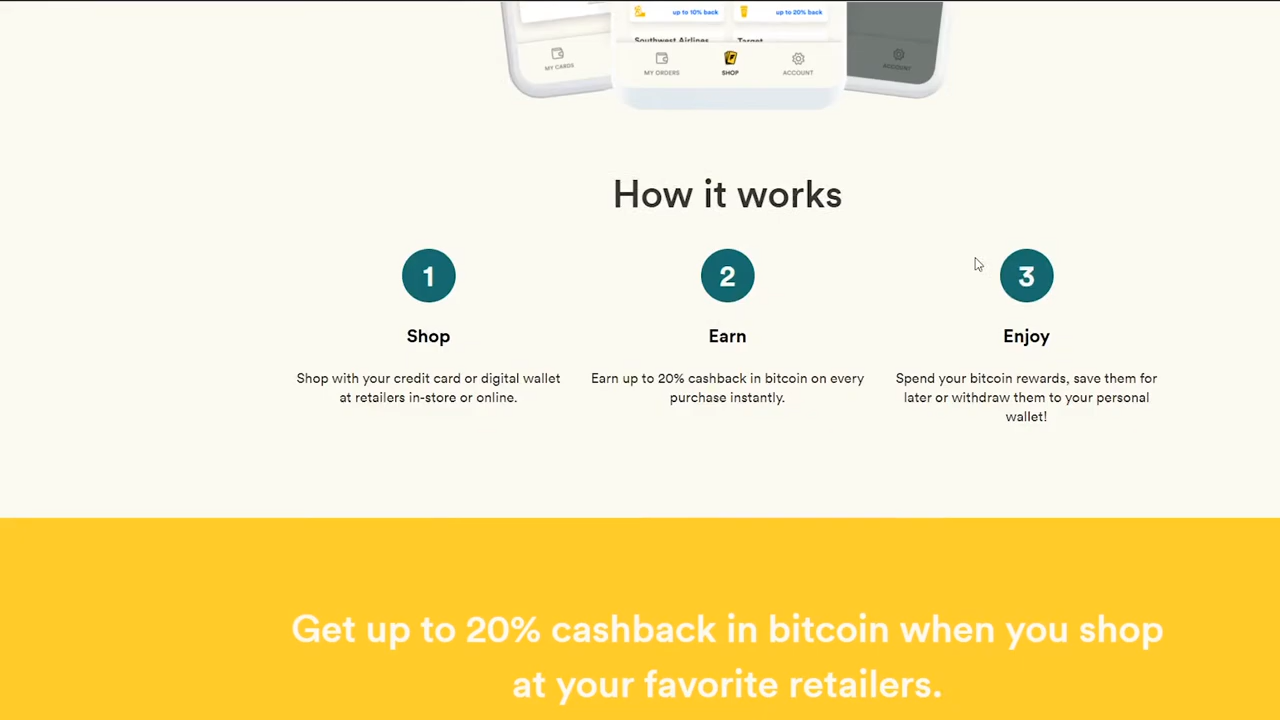 up to 10% back
up to 20% back
Southwest Airlines
Target
MY CARDS
MY ORDERS
SHOP
ACCOUNT
ACCOUNT
How it works
1
2
3
Shop
Earn
Enjoy
Shop with your credit card or digital wallet
at retailers in-store or online.
Earn up to 20% cashback in bitcoin on every
purchase instantly.
Spend your bitcoin rewards, save them for
later or withdraw them to your personal
wallet!
Get up to 20% cashback in bitcoin when you shop
at your favorite retailers.